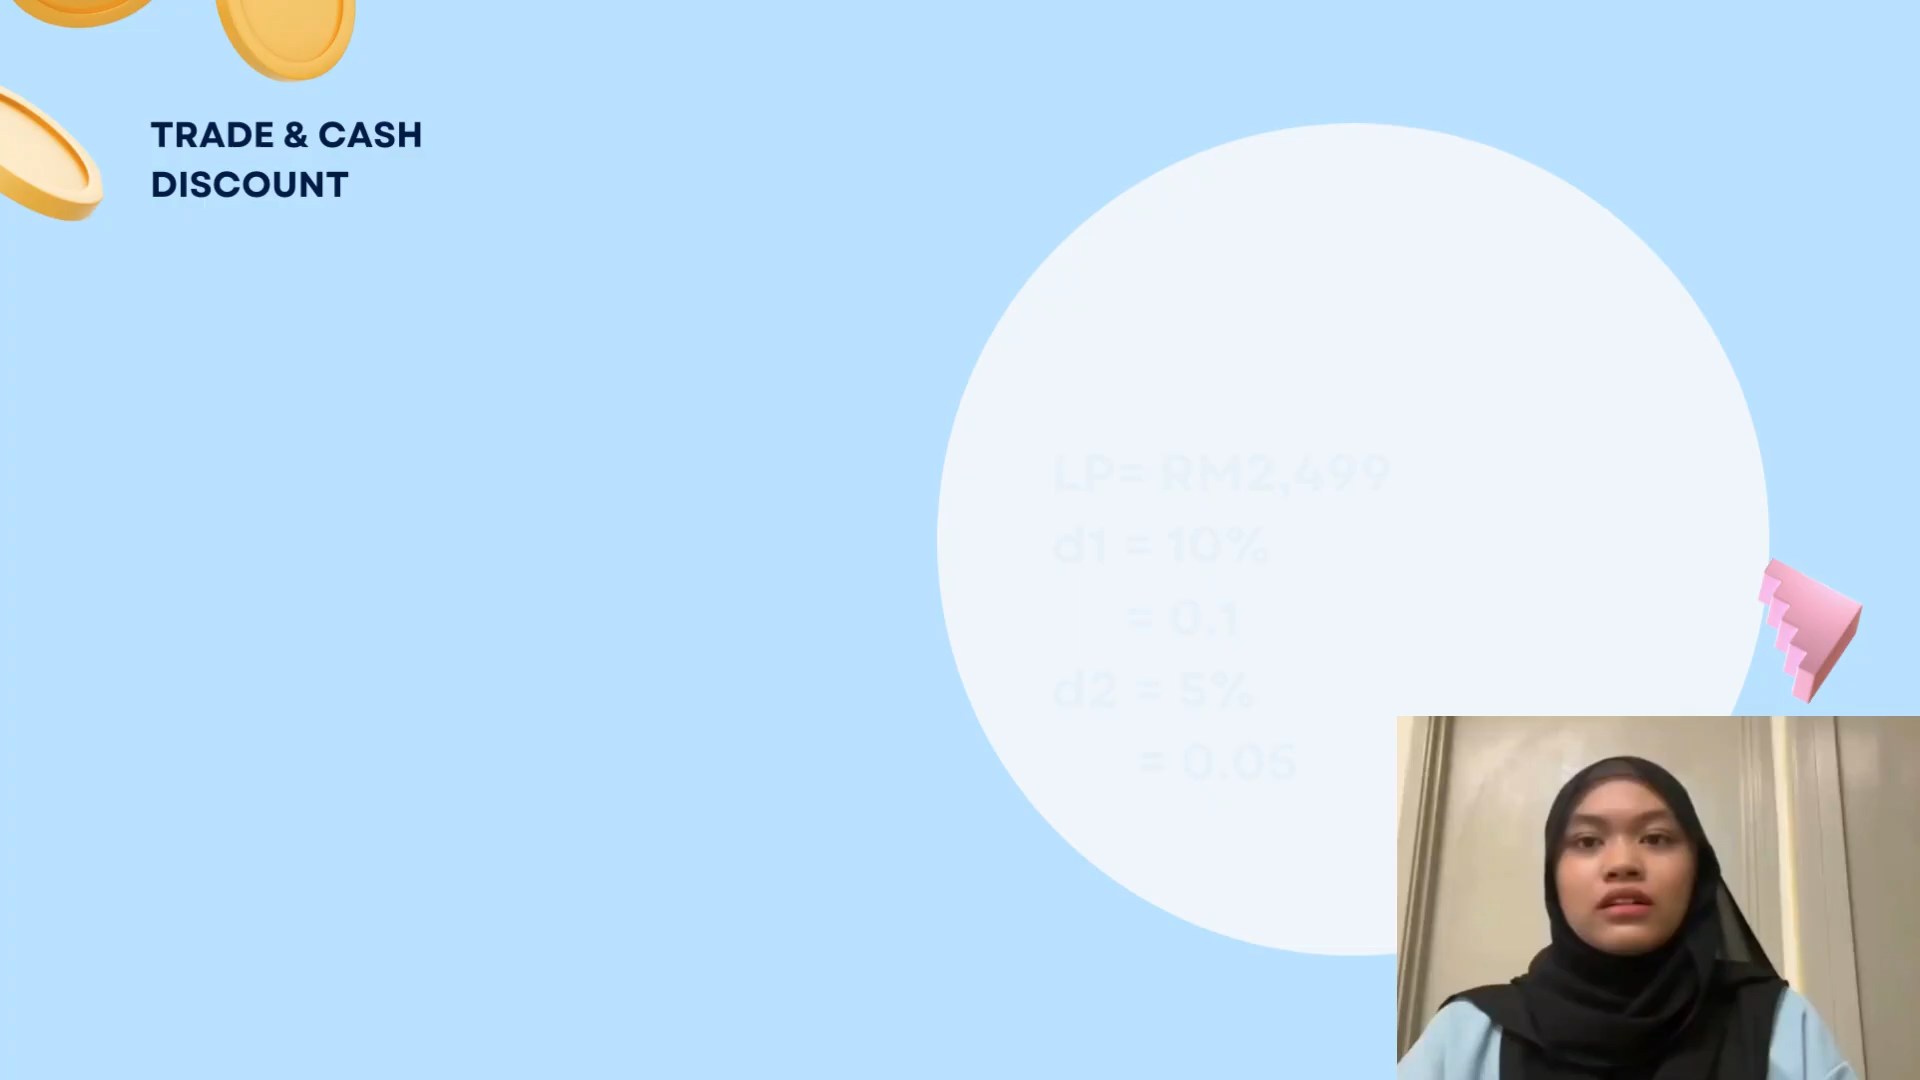 TRADE & CASH
DISCOUNT
LP= RM2,499
d1 = 10%
= 0.1
d2 = 5%
= 0.05